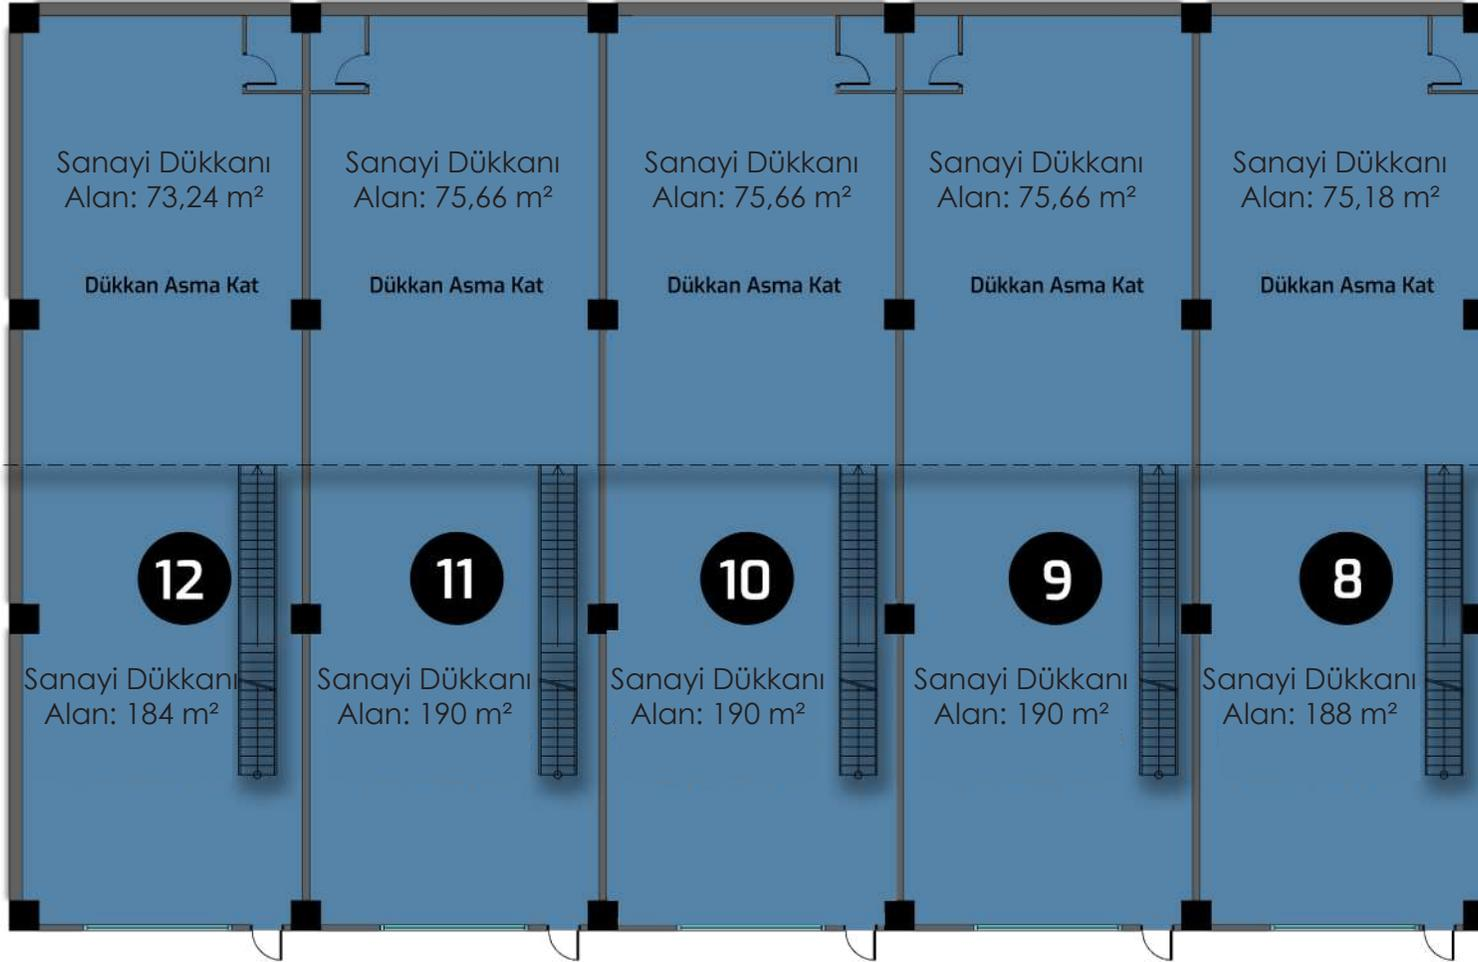 Sanayi Dükkanı
Alan: 73,24 m²
Sanayi Dükkanı
Alan: 75,66 m²
Sanayi Dükkanı
Alan: 75,66 m²
Sanayi Dükkanı
Alan: 75,66 m²
Sanayi Dükkanı
Alan: 75,18 m²
Dükkan Asma Kat
Dükkan Asma Kat
Dükkan Asma Kat
Dükkan Asma Kat
Dükkan Asma Kat
12
11
10
9
8
Sanayi Dükkanı
Alan: 184 m²
Sanayi Dükkanı
Alan: 190 m²
Sanayi Dükkanı
Alan: 190 m²
Sanayi Dükkanı
Alan: 190 m²
Sanayi Dükkanı
Alan: 188 m²